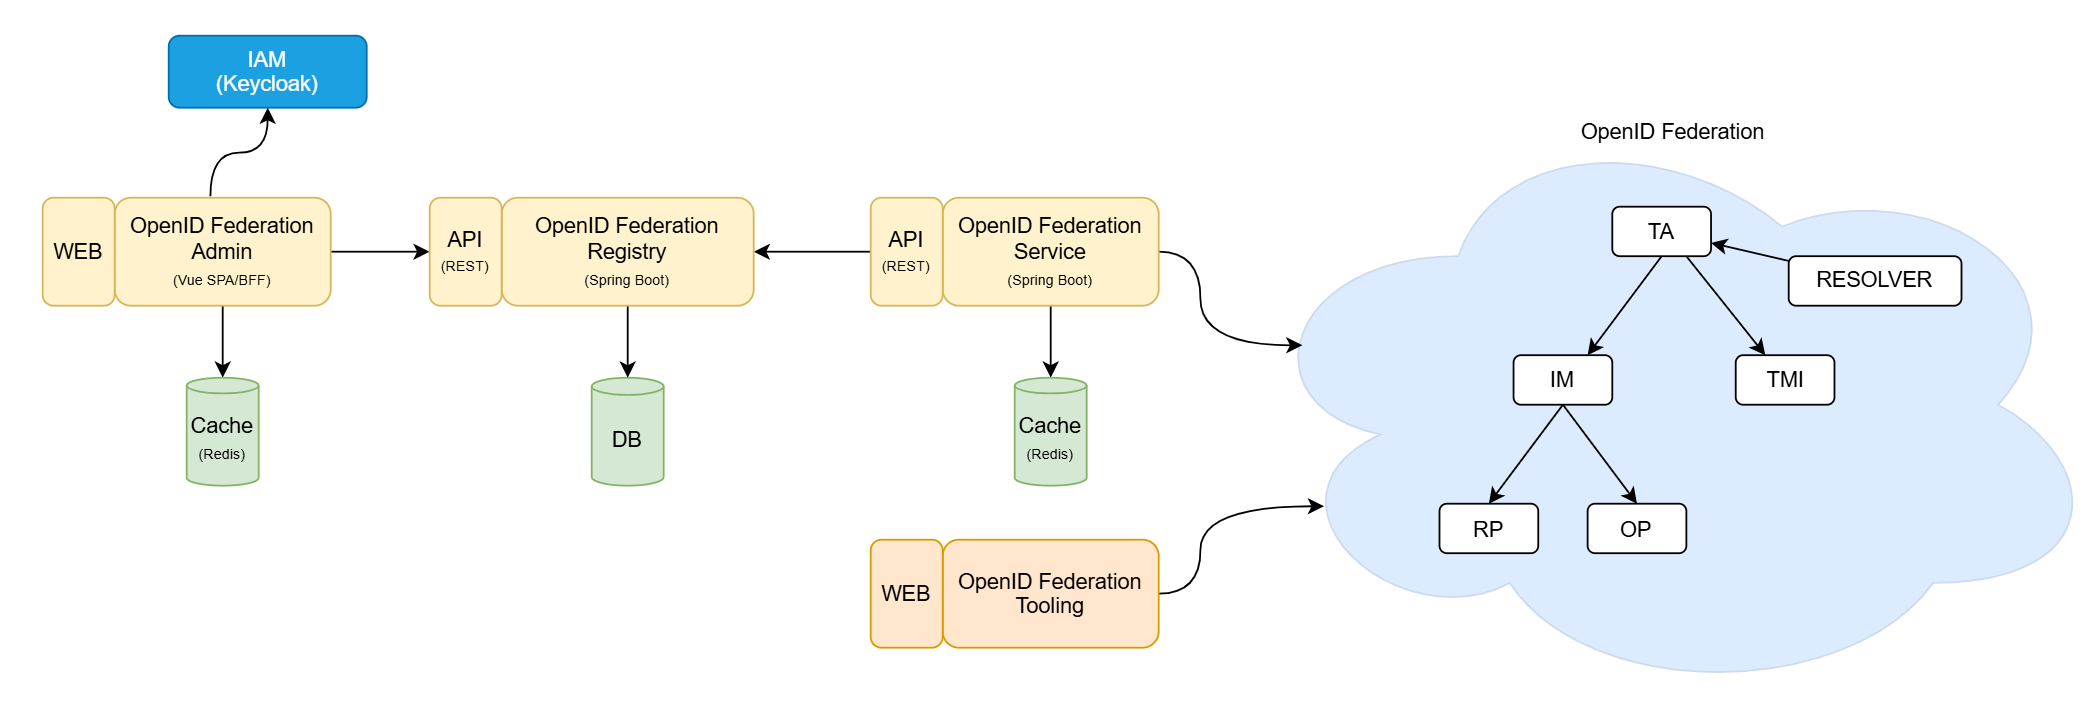 IAM
(Keycloak)
WEB
OpenID Federation
Admin
(Vue SPA/BFF)
Cache
(Redis)
API
(REST)
OpenID Federation
Registry
(Spring Boot)
DB
API
(REST)
OpenID Federation
Service
(Spring Boot)
Cache
(Redis)
WEB
OpenID Federation
Tooling
OpenID Federation
TA
RESOLVER
IM
TMI
RP
OP